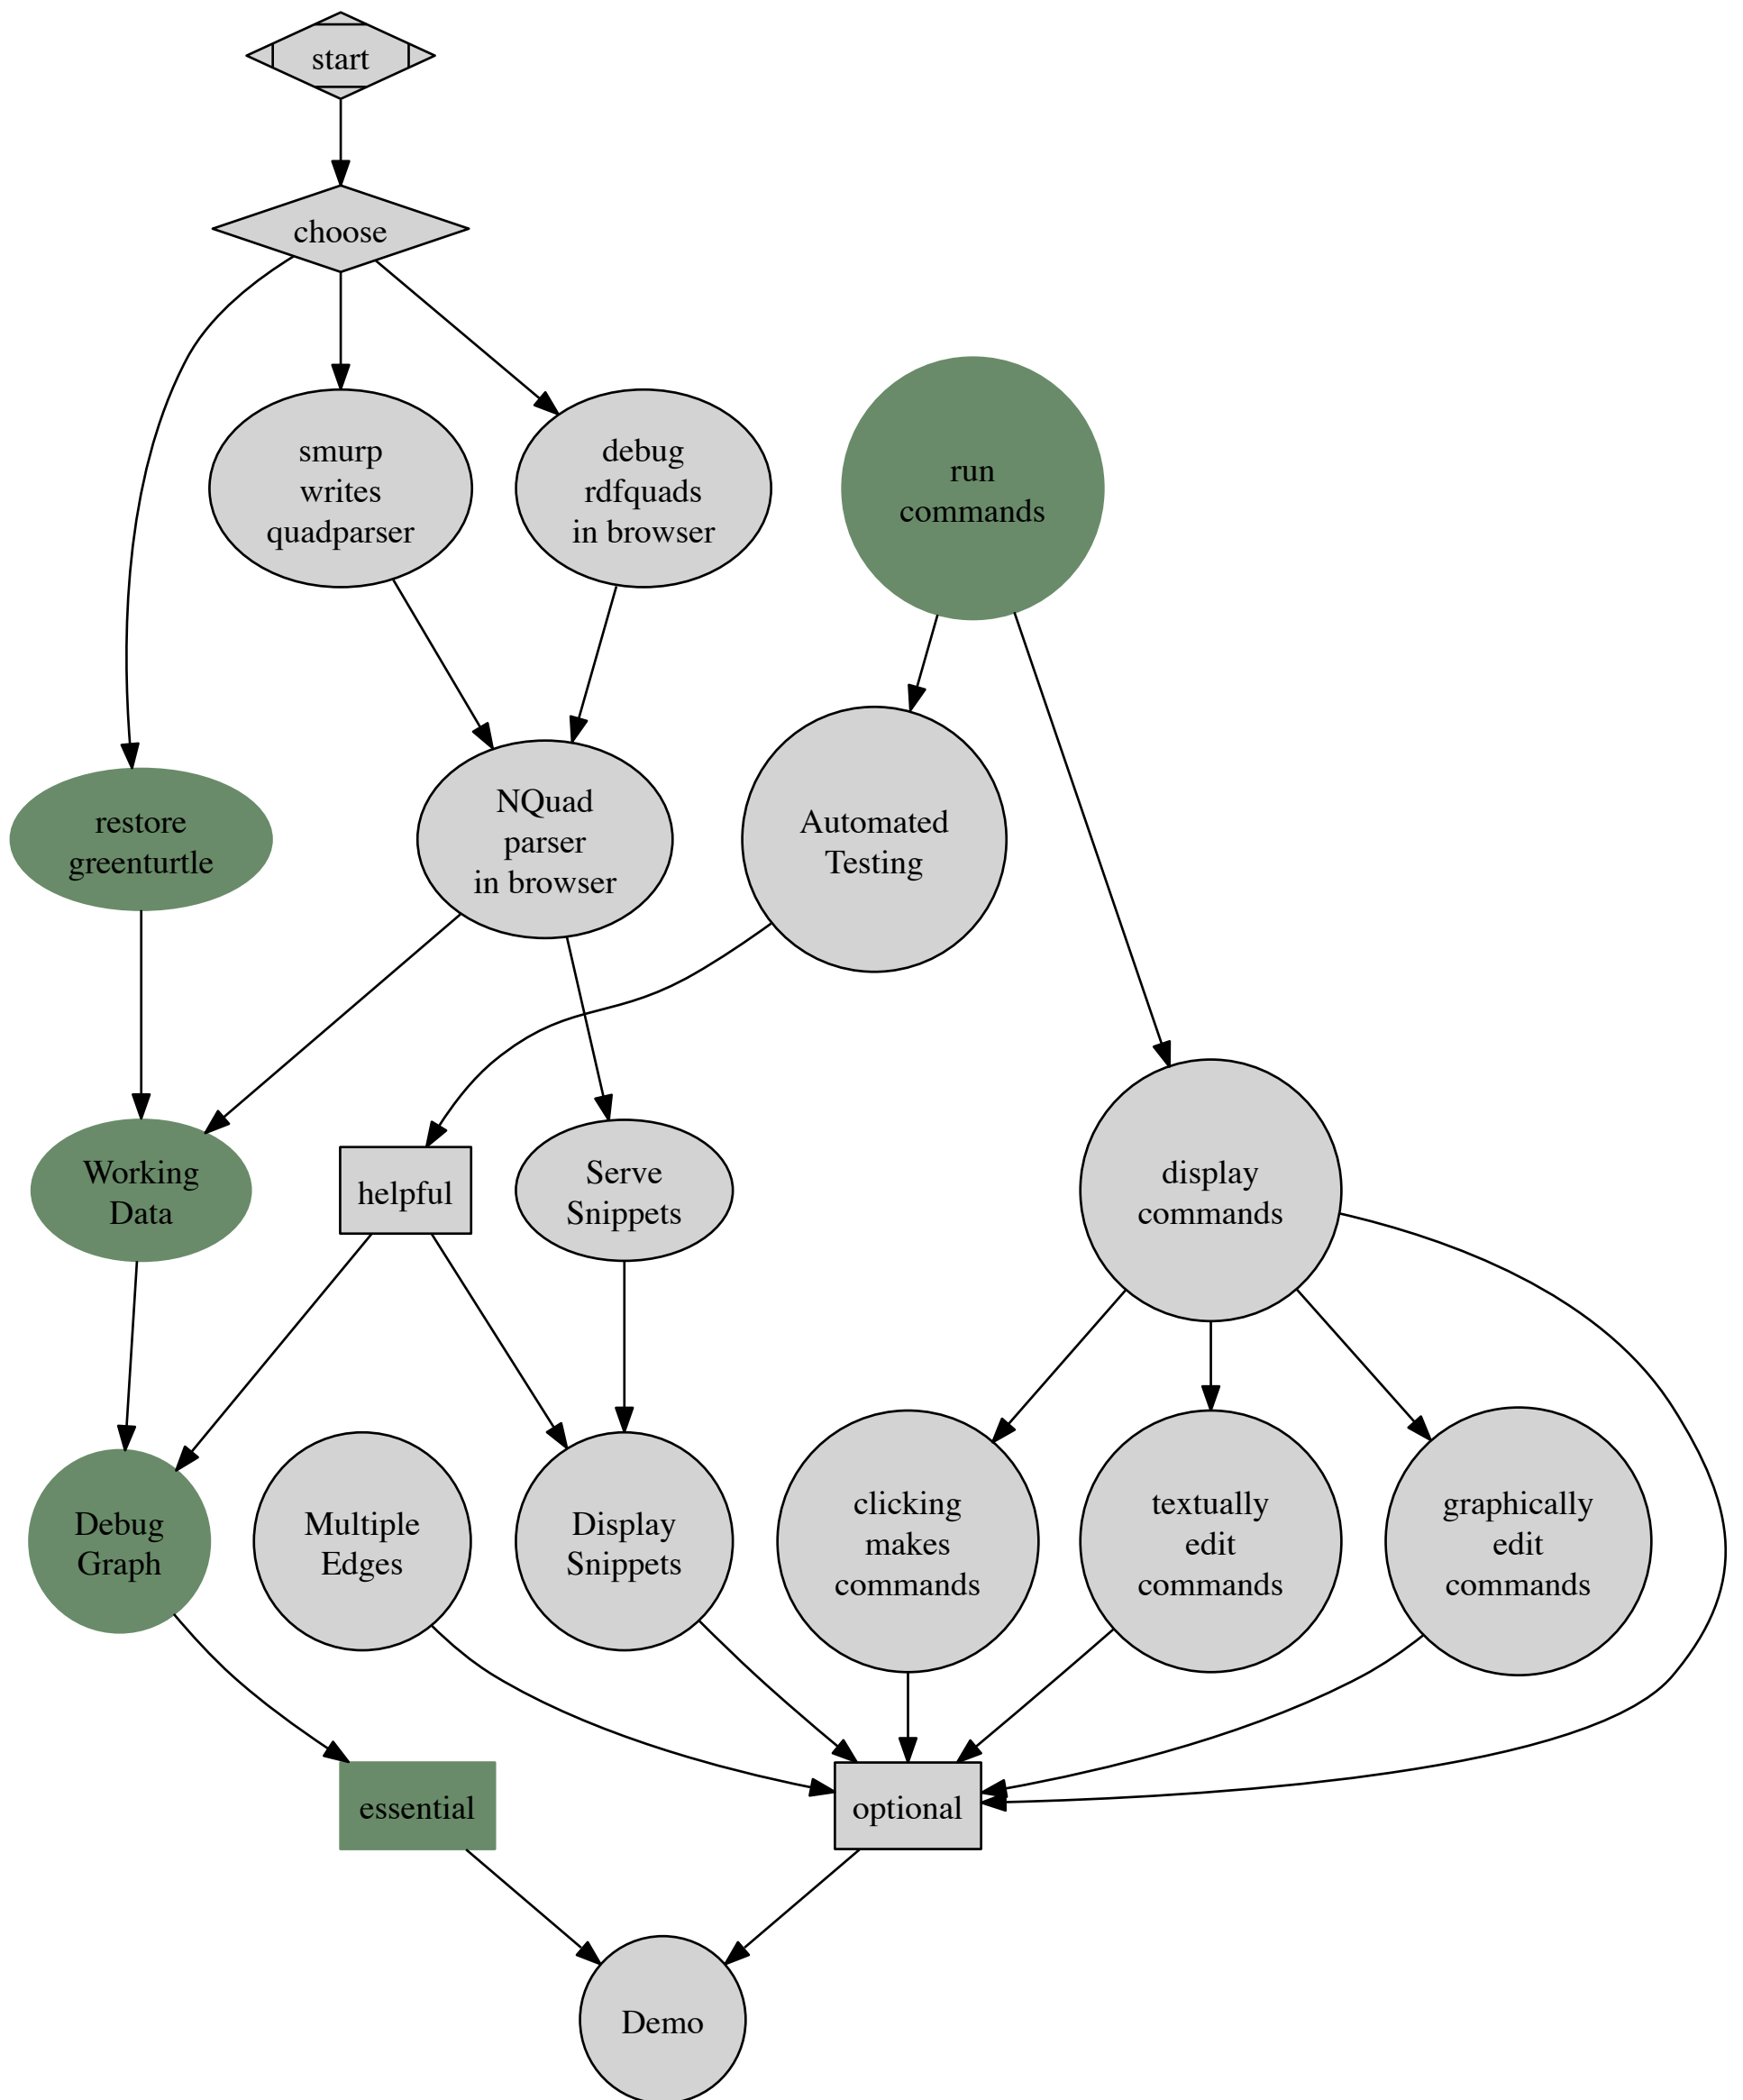 start
choose
smurp
writes
quadparser
debug
rdfquads
in browser
run
commands
restore
greenturtle
NQuad
parser
in browser
Automated
Testing
Working
Data
helpful
Serve
Snippets
display
commands
Debug
Graph
Multiple
Edges
Display
Snippets
clicking
makes
commands
textually
edit
commands
graphically
edit
commands
essential
optional
Demo